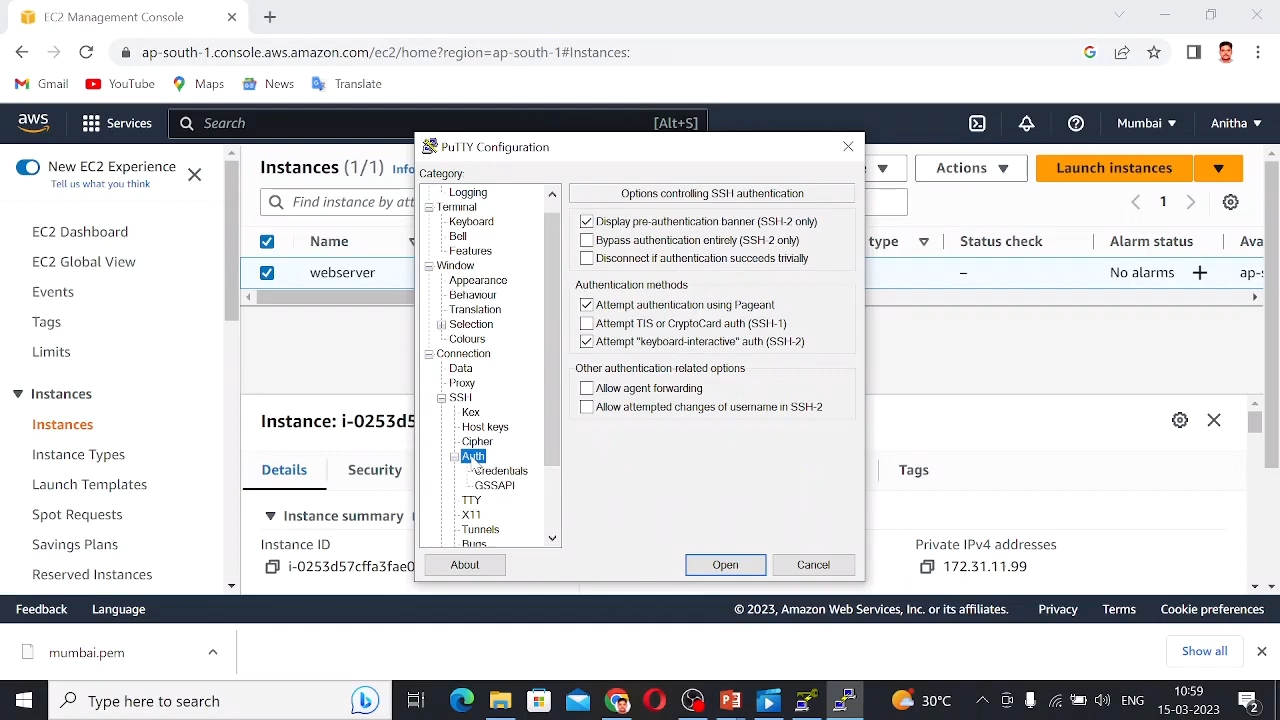 EC2 Management Console
ap-south-1.console.aws.amazon.com/ec2/home?region=ap-south-1#Instances:
Gmail YouTube Maps News Translate
aws Services Search [Alt+S] Mumbai Anitha
New EC2 Experience
Tell us what you think
EC2 Dashboard
EC2 Global View
Events
Tags
Limits
Instances
Instances
Instance Types
Launch Templates
Spot Requests
Savings Plans
Reserved Instances
Instances (1/1) Info
Actions Launch instances
Find instance by att
1
Name type Status check Alarm status Ava
webserver – No alarms ap-s
Instance: i-0253d5
Details Security Tags
Instance summary
Instance ID
i-0253d57cffa3fae0
Private IPv4 addresses
172.31.11.99
PuTTY Configuration
Category:
Logging
Terminal
Keyboard
Bell
Features
Window
Appearance
Behaviour
Translation
Selection
Colours
Connection
Data
Proxy
SSH
Kex
Host keys
Cipher
Auth
Credentials
GSSAPI
TTY
X11
Tunnels
Bugs
Options controlling SSH authentication
Display pre-authentication banner (SSH-2 only)
Bypass authentication entirely (SSH-2 only)
Disconnect if authentication succeeds trivially
Authentication methods
Attempt authentication using Pageant
Attempt TIS or CryptoCard auth (SSH-1)
Attempt "keyboard-interactive" auth (SSH-2)
Other authentication-related options
Allow agent forwarding
Allow attempted changes of username in SSH-2
About Open Cancel
Feedback Language © 2023, Amazon Web Services, Inc. or its affiliates. Privacy Terms Cookie preferences
mumbai.pem Show all
Type here to search 30°C ENG 10:59
15-03-2023 2